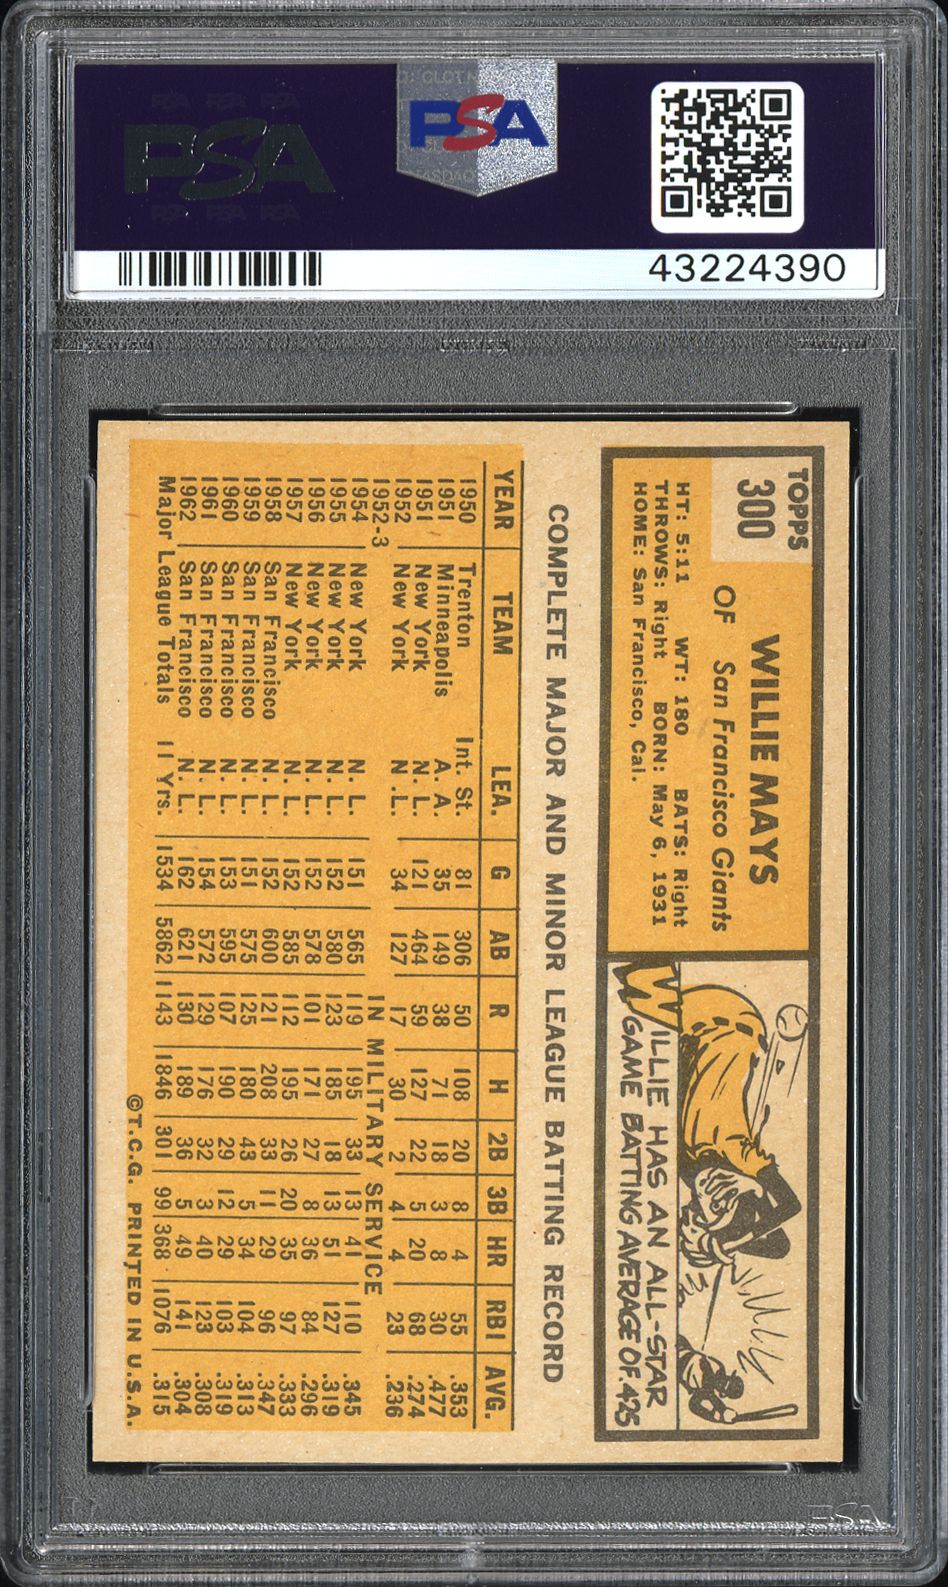 PSA
PSA
43224390
TOPPS
300
WILLIE MAYS
OF San Francisco Giants
HT: 5:11 WT: 180 BATS: Right
THROWS: Right BORN: May 6, 1931
HOME: San Francisco, Cal.
WILLIE HAS AN ALL-STAR
GAME BATTING AVERAGE OF .425
COMPLETE MAJOR AND MINOR LEAGUE BATTING RECORD
YEAR TEAM LEA. G AB R H 2B 3B HR RBI AVG.
1950 Trenton Int. St. 81 306 50 108 20 8 4 55 .353
1951 Minneapolis A. A. 35 149 38 71 18 3 8 30 .477
1951 New York N. L. 121 464 59 127 22 5 20 68 .274
1952 New York N.L. 34 127 17 30 2 4 4 23 .236
1952-3 IN MILITARY SERVICE
1954 New York N. L. 151 565 119 195 33 13 41 110 .345
1955 New York N. L. 152 580 123 185 18 13 51 127 .319
1956 New York N. L. 152 578 101 171 27 8 36 84 .296
1957 New York N. L. 152 585 112 195 26 20 35 97 .333
1958 San Francisco N. L. 152 600 121 208 33 11 29 96 .347
1959 San Francisco N. L. 151 575 125 180 43 5 34 104 .313
1960 San Francisco N. L. 153 595 107 190 29 12 29 103 .319
1961 San Francisco N. L. 154 572 129 176 32 3 40 123 .308
1962 San Francisco N. L. 162 621 130 189 36 5 49 141 .304
Major League Totals 11 Yrs. 1534 5862 1143 1846 301 99 368 1076 .315
©T.C.G. PRINTED IN U.S.A.
PSA